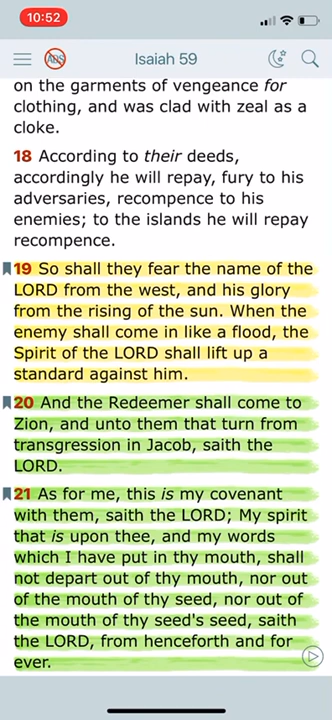 10:52
ADS
Isaiah 59
on the garments of vengeance for
clothing, and was clad with zeal as a
cloke.
18 According to their deeds,
accordingly he will repay, fury to his
adversaries, recompence to his
enemies; to the islands he will repay
recompence.
19 So shall they fear the name of the
LORD from the west, and his glory
from the rising of the sun. When the
enemy shall come in like a flood, the
Spirit of the LORD shall lift up a
standard against him.
20 And the Redeemer shall come to
Zion, and unto them that turn from
transgression in Jacob, saith the
LORD.
21 As for me, this is my covenant
with them, saith the LORD; My spirit
that is upon thee, and my words
which I have put in thy mouth, shall
not depart out of thy mouth, nor out
of the mouth of thy seed, nor out of
the mouth of thy seed's seed, saith
the LORD, from henceforth and for
ever.